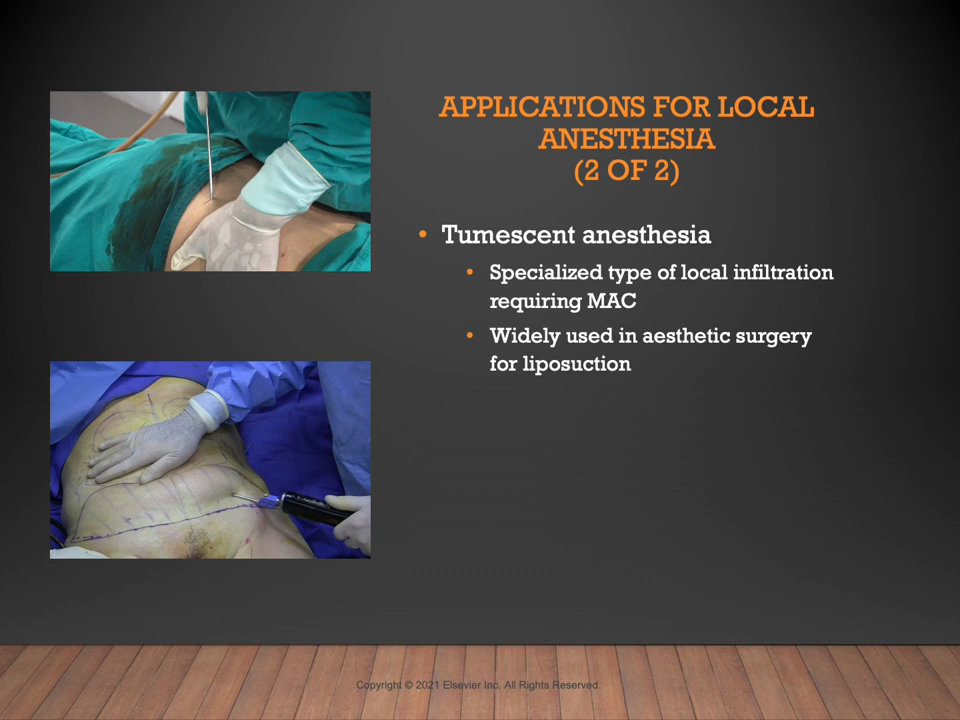 APPLICATIONS FOR LOCAL
ANESTHESIA
(2 OF 2)
• Tumescent anesthesia
• Specialized type of local infiltration
requiring MAC
• Widely used in aesthetic surgery
for liposuction
Copyright © 2021 Elsevier Inc. All Rights Reserved.